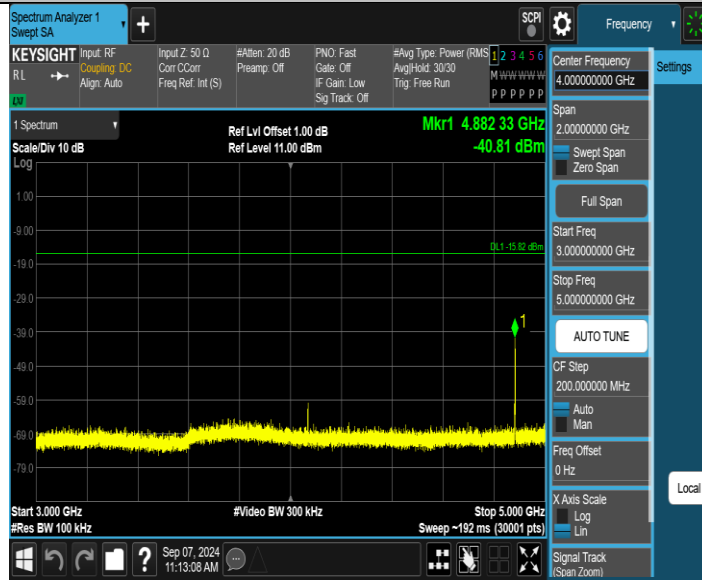 Spectrum Analyzer 1
Swept SA
+
SCPI
Frequency
KEYSIGHT
RL
LXI
Input: RF
Coupling: DC
Align: Auto
Input Z: 50 Ω
Corr CCorr
Freq Ref: Int (S)
#Atten: 20 dB
Preamp: Off
PNO: Fast
Gate: Off
IF Gain: Low
Sig Track: Off
#Avg Type: Power (RMS
Avg|Hold: 30/30
Trig: Free Run
1 2 3 4 5 6
M W W W W W
P P P P P P
1 Spectrum
Scale/Div 10 dB
Log
Ref Lvl Offset 1.00 dB
Ref Level 11.00 dBm
Mkr1 4.882 33 GHz
-40.81 dBm
1.00
-9.00
-19.0
-29.0
-39.0
-49.0
-59.0
-69.0
-79.0
DL1 -15.82 dBm
1
Start 3.000 GHz
#Res BW 100 kHz
#Video BW 300 kHz
Stop 5.000 GHz
Sweep ~192 ms (30001 pts)
?
Sep 07, 2024
11:13:08 AM
Center Frequency
4.000000000 GHz
Span
2.00000000 GHz
Swept Span
Zero Span
Full Span
Start Freq
3.000000000 GHz
Stop Freq
5.000000000 GHz
AUTO TUNE
CF Step
200.000000 MHz
Auto
Man
Freq Offset
0 Hz
X Axis Scale
Log
Lin
Signal Track
(Span Zoom)
Settings
Local